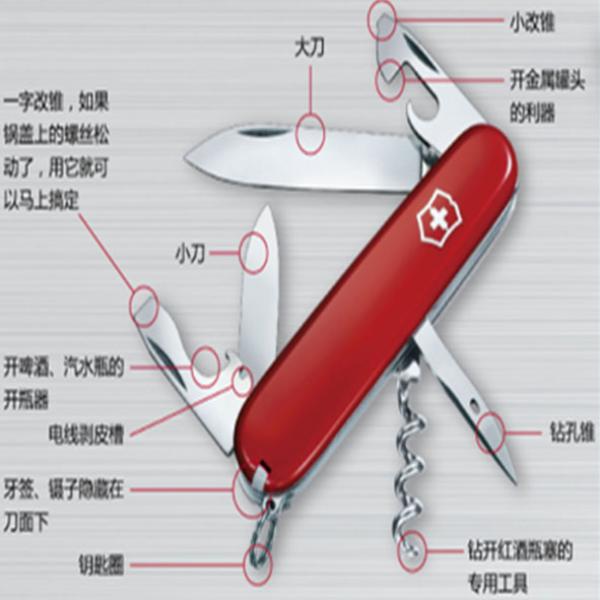 小改锥
大刀
开金属罐头
的利器
一字改锥，如果
锅盖上的螺丝松
动了，用它就可
以马上搞定
小刀
开啤酒、汽水瓶的
开瓶器
电线剥皮槽
钻孔锥
牙签、镊子隐藏在
刀面下
钻开红酒瓶塞的
专用工具
钥匙圈